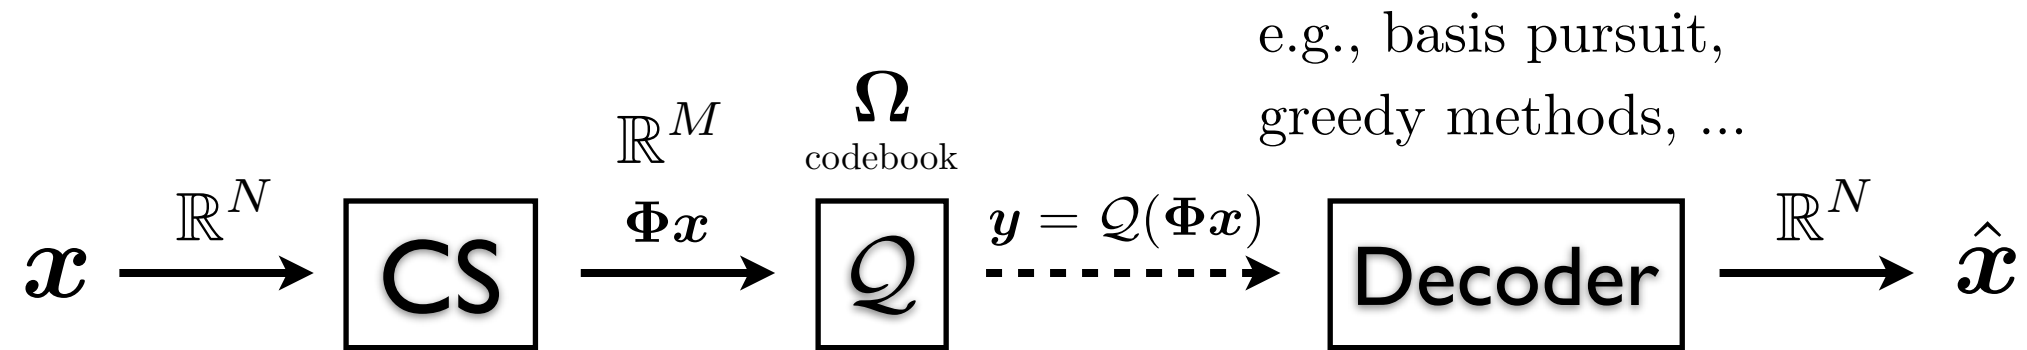 e.g., basis pursuit,
greedy methods, ...
Ω
codebook
ℝ^M
Φx
ℝ^N
y = 𝒬(Φx)
ℝ^N
x
CS
𝒬
Decoder
x̂